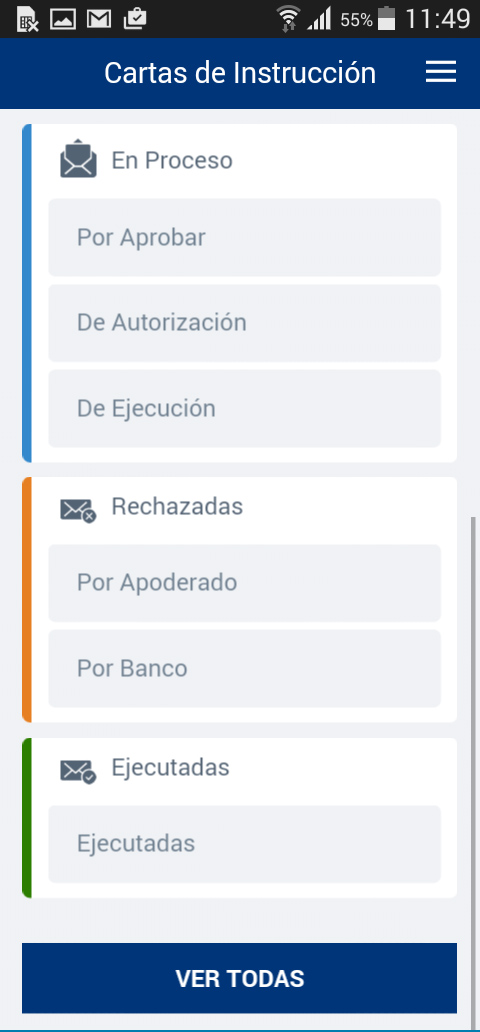 55% 11:49
Cartas de Instrucción
En Proceso
Por Aprobar
De Autorización
De Ejecución
Rechazadas
Por Apoderado
Por Banco
Ejecutadas
Ejecutadas
VER TODAS